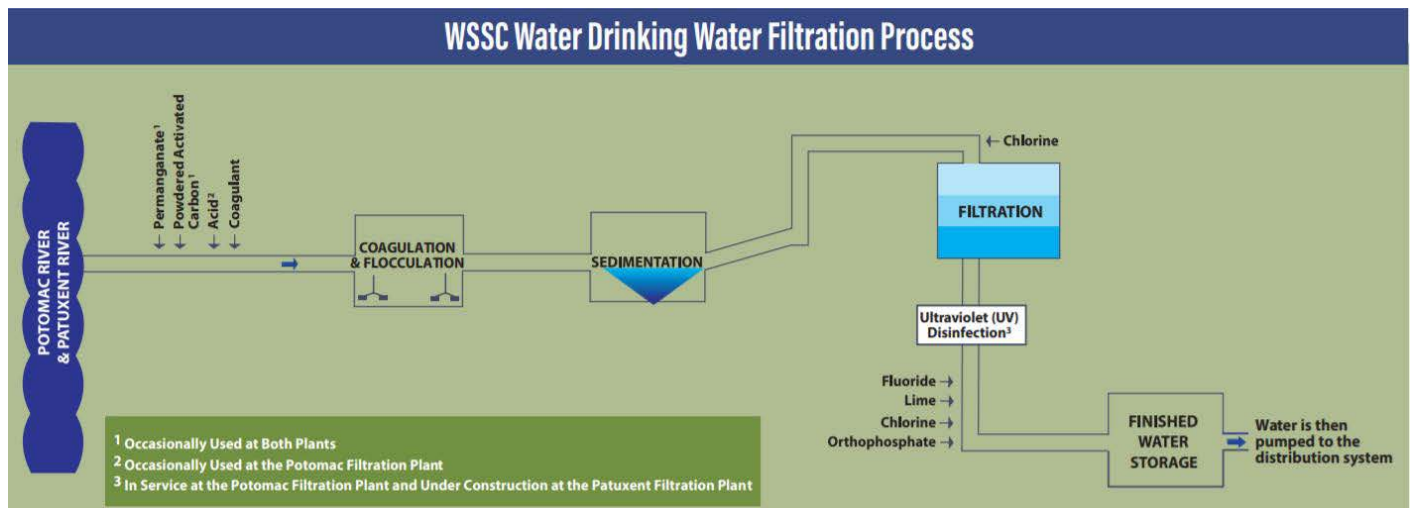 WSSC Water Drinking Water Filtration Process
POTOMAC RIVER
& PATUXENT RIVER
Permanganate¹
Powdered Activated
Carbon¹
Acid²
Coagulant
COAGULATION
& FLOCCULATION
SEDIMENTATION
Chlorine
FILTRATION
Ultraviolet (UV)
Disinfection³
Fluoride
Lime
Chlorine
Orthophosphate
FINISHED
WATER
STORAGE
Water is then
pumped to the
distribution system
¹ Occasionally Used at Both Plants
² Occasionally Used at the Potomac Filtration Plant
³ In Service at the Potomac Filtration Plant and Under Construction at the Patuxent Filtration Plant